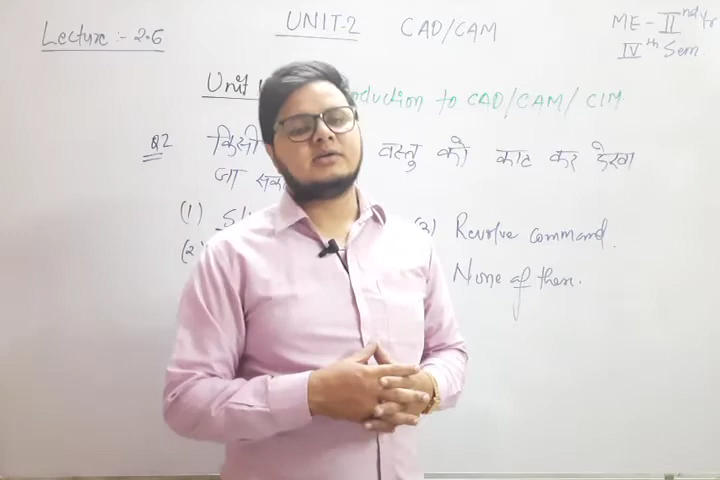 Lecture :- 2.6
UNIT-2 CAD/CAM
ME - II nd Yr
IV th Sem.
Unit
to CAD/CAM/ CIM
Q2 किसी वस्तु को काट कर देखा
जा
(1)
(3) Revolve command.
(2)
None of them.